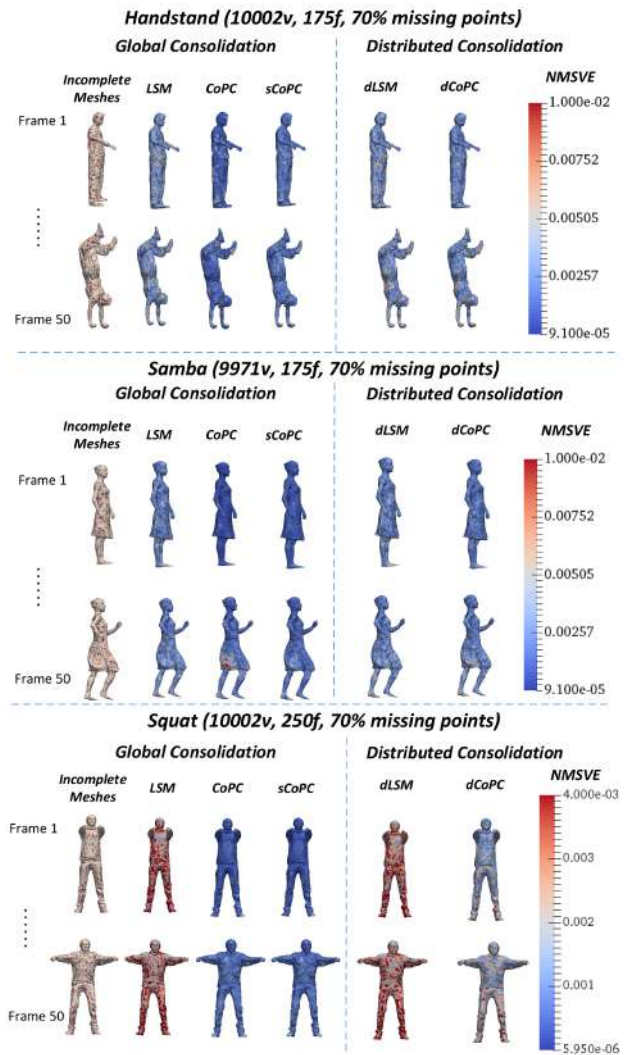 Handstand (10002v, 175f, 70% missing points)
Global Consolidation
Distributed Consolidation
Incomplete
Meshes
LSM
CoPC
sCoPC
dLSM
dCoPC
NMSVE
Frame 1
1.000e-02
0.00752
0.00505
0.00257
9.100e-05
Frame 50
Samba (9971v, 175f, 70% missing points)
Global Consolidation
Distributed Consolidation
Incomplete
Meshes
LSM
CoPC
sCoPC
dLSM
dCoPC
NMSVE
Frame 1
1.000e-02
0.00752
0.00505
0.00257
9.100e-05
Frame 50
Squat (10002v, 250f, 70% missing points)
Global Consolidation
Distributed Consolidation
Incomplete
Meshes
LSM
CoPC
sCoPC
dLSM
dCoPC
NMSVE
Frame 1
4.000e-03
0.003
0.002
0.001
5.950e-06
Frame 50